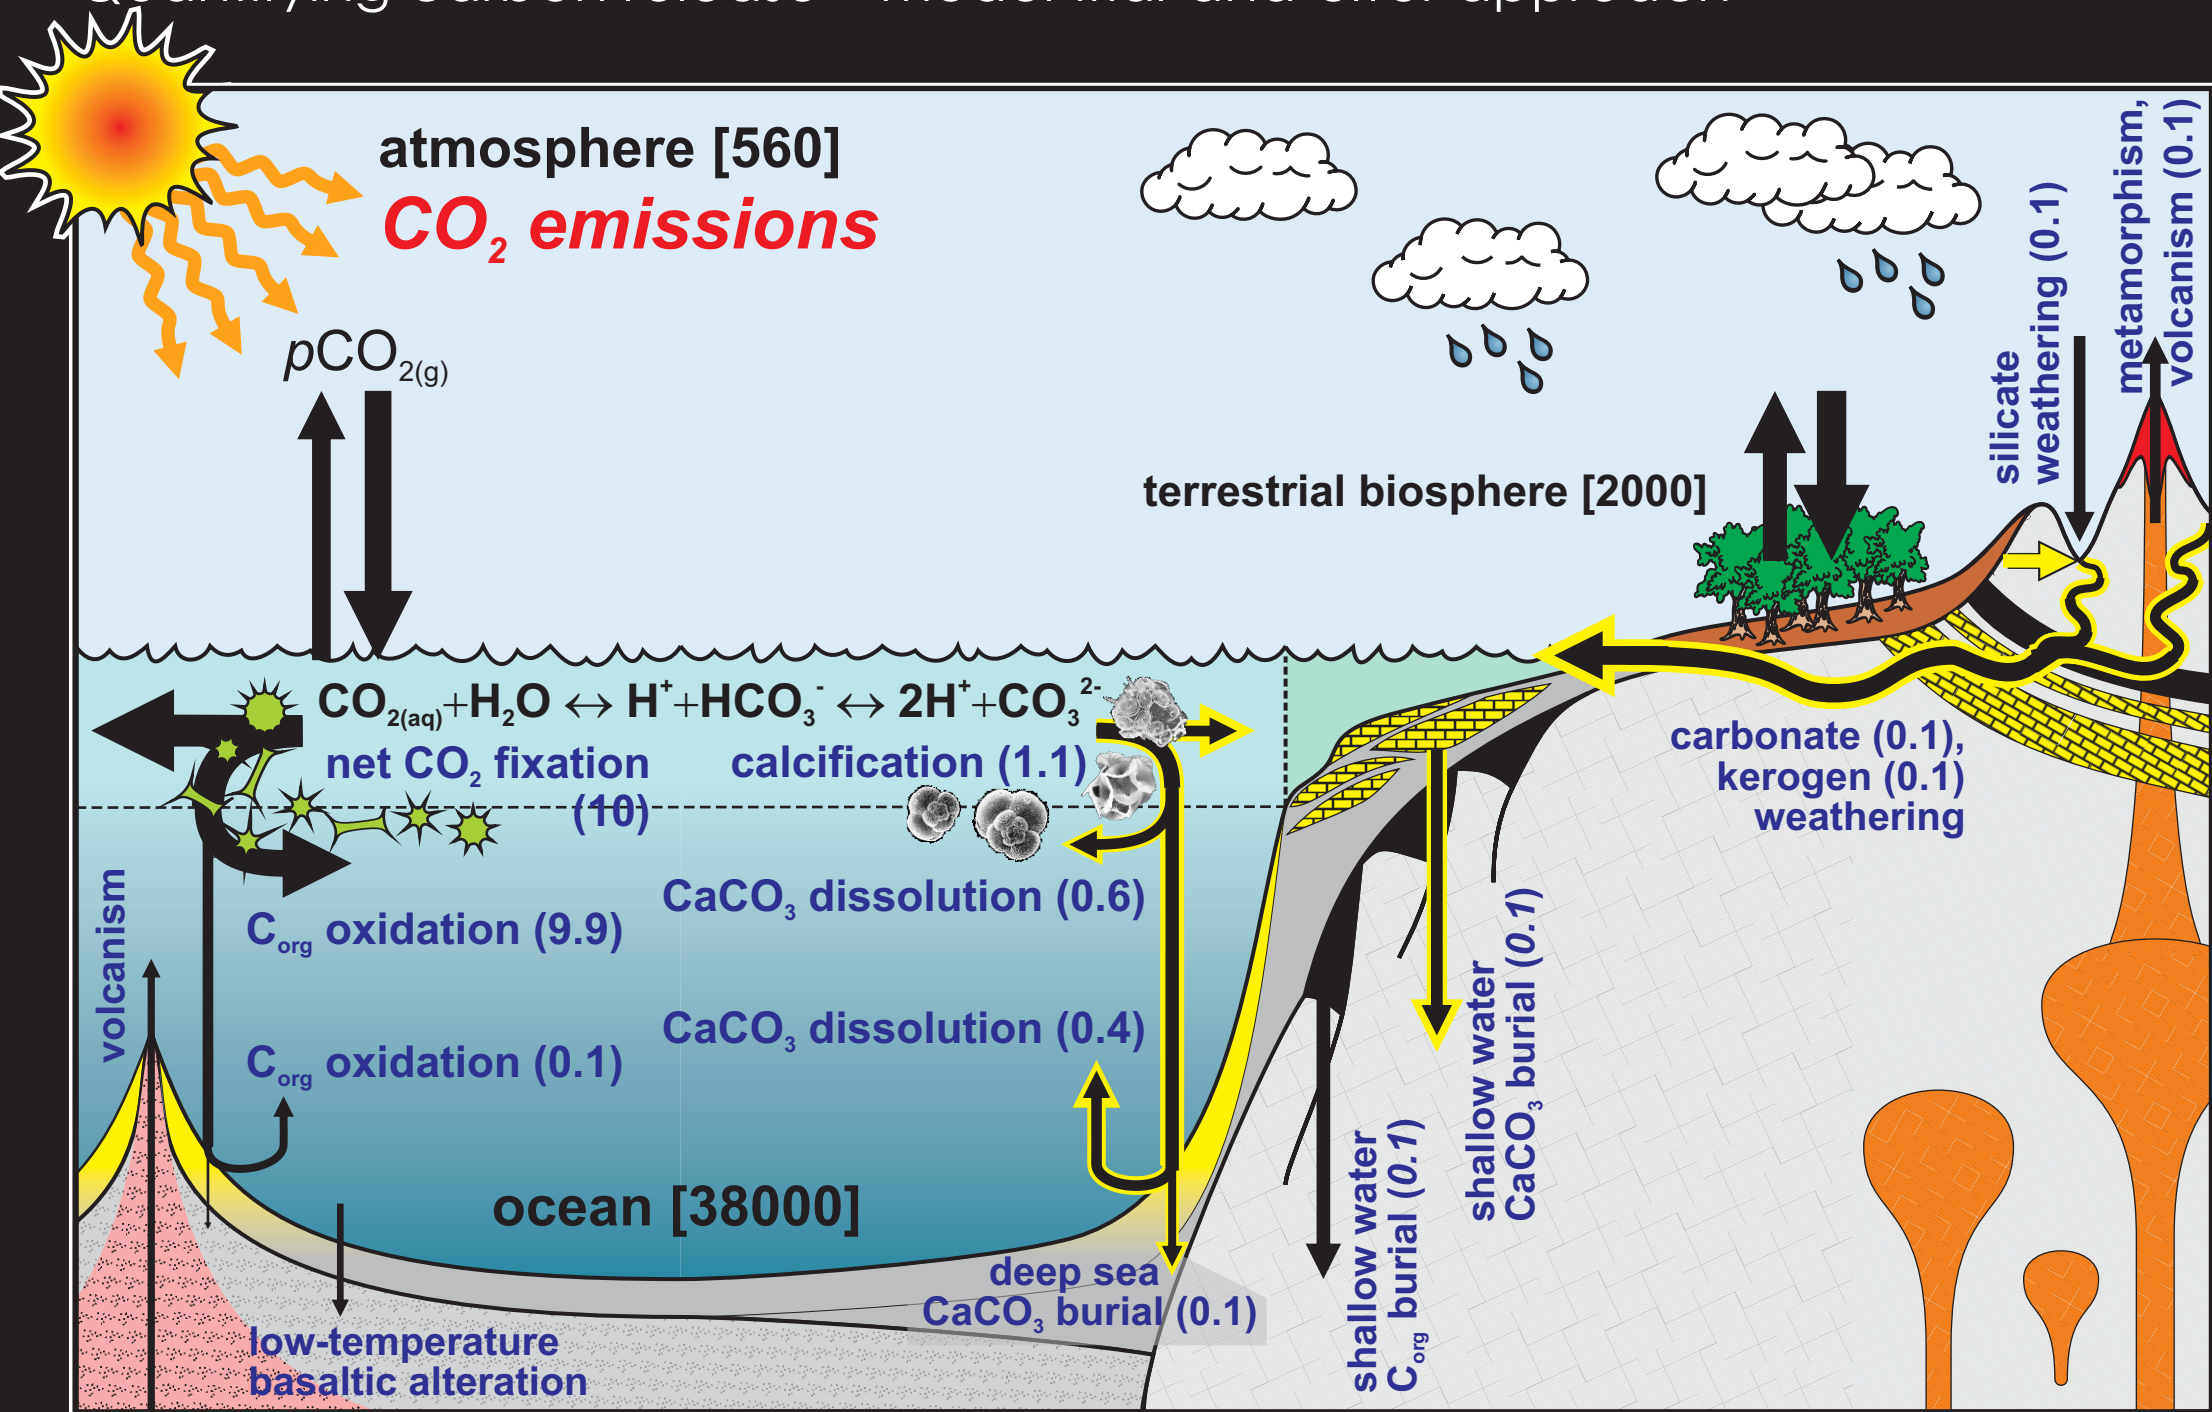 atmosphere [560]
CO₂ emissions
pCO₂(g)
terrestrial biosphere [2000]
silicate
weathering (0.1)
metamorphism,
volcanism (0.1)
CO₂(aq)+H₂O ↔ H⁺+HCO₃⁻ ↔ 2H⁺+CO₃²⁻
net CO₂ fixation
(10)
calcification (1.1)
carbonate (0.1),
kerogen (0.1)
weathering
CaCO₃ dissolution (0.6)
C_org oxidation (9.9)
volcanism
CaCO₃ dissolution (0.4)
C_org oxidation (0.1)
shallow water
CaCO₃ burial (0.1)
shallow water
C_org burial (0.1)
ocean [38000]
deep sea
CaCO₃ burial (0.1)
low-temperature
basaltic alteration